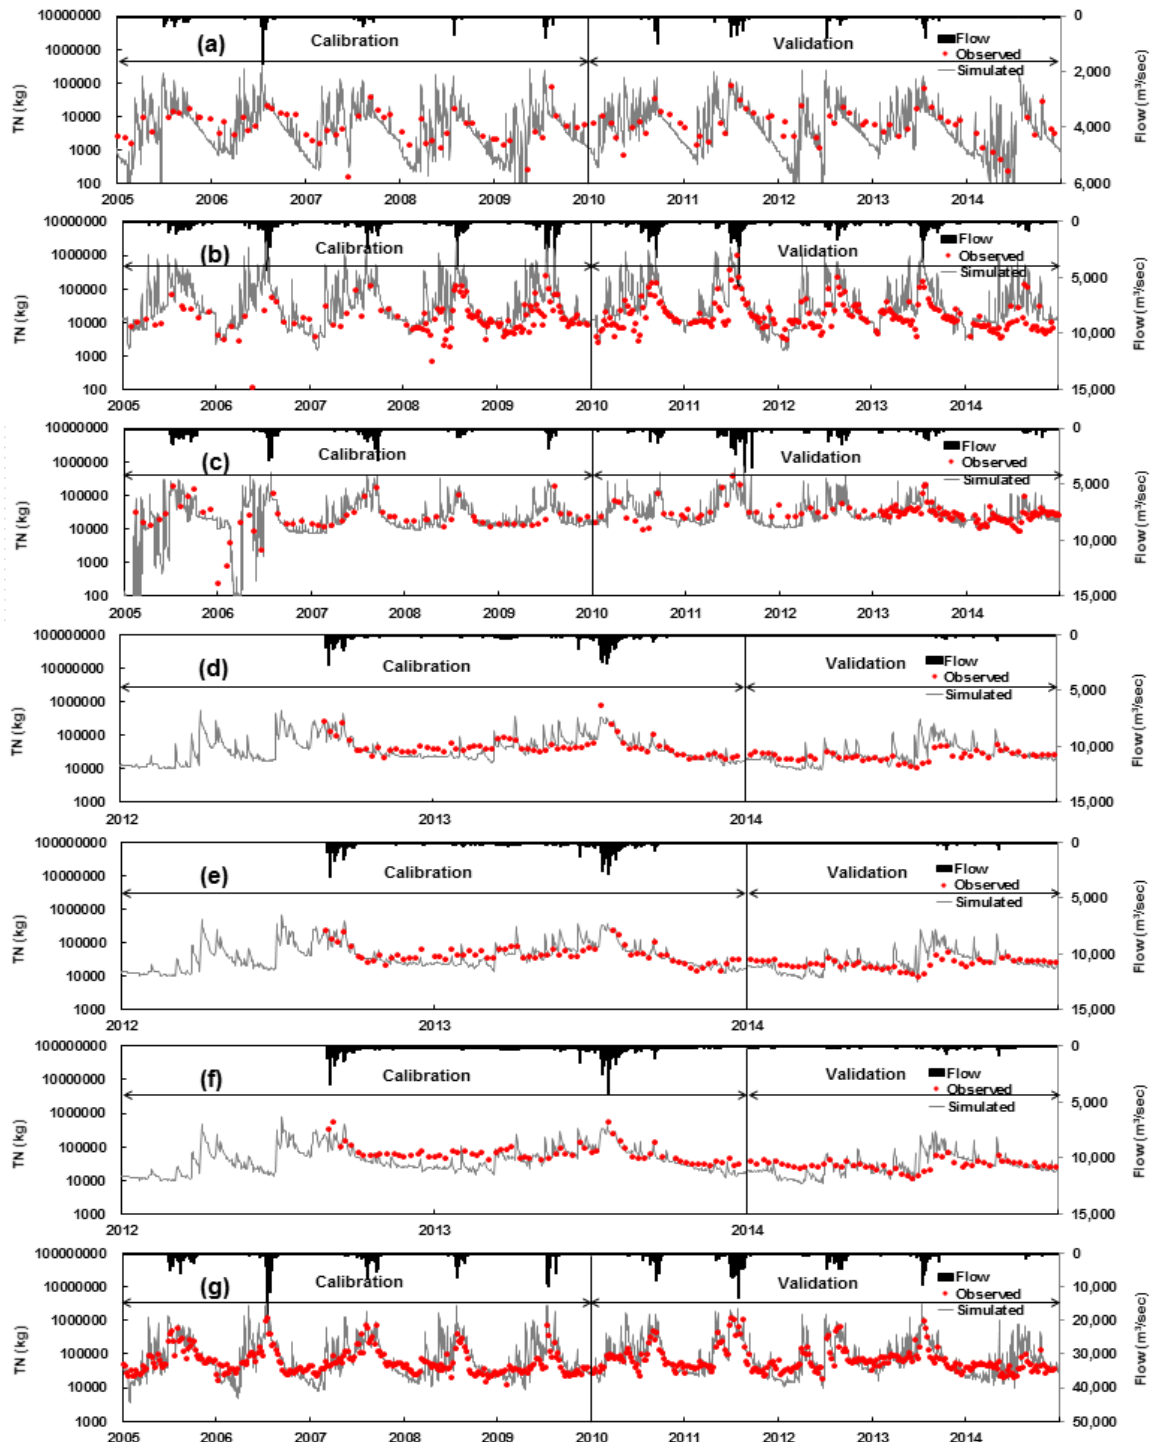 10000000
1000000
100000
10000
1000
100
TN (kg)
(a)
Calibration
Validation
Flow
Observed
Simulated
0
2,000
4,000
6,000
Flow (m³/sec)
2005 2006 2007 2008 2009 2010 2011 2012 2013 2014
10000000
1000000
100000
10000
1000
100
TN (kg)
(b)
Calibration
Validation
Flow
Observed
Simulated
0
5,000
10,000
15,000
Flow (m³/sec)
2005 2006 2007 2008 2009 2010 2011 2012 2013 2014
10000000
1000000
100000
10000
1000
100
TN (kg)
(c)
Calibration
Validation
Flow
Observed
Simulated
0
5,000
10,000
15,000
Flow (m³/sec)
2005 2006 2007 2008 2009 2010 2011 2012 2013 2014
100000000
10000000
1000000
100000
10000
1000
TN (kg)
(d)
Calibration
Validation
Flow
Observed
Simulated
0
5,000
10,000
15,000
Flow (m³/sec)
2012 2013 2014
100000000
10000000
1000000
100000
10000
1000
TN (kg)
(e)
Calibration
Validation
Flow
Observed
Simulated
0
5,000
10,000
15,000
Flow (m³/sec)
2012 2013 2014
100000000
10000000
1000000
100000
10000
1000
TN (kg)
(f)
Calibration
Validation
Flow
Observed
Simulated
0
5,000
10,000
15,000
Flow (m³/sec)
2012 2013 2014
100000000
10000000
1000000
100000
10000
1000
TN (kg)
(g)
Calibration
Validation
Flow
Observed
Simulated
0
10,000
20,000
30,000
40,000
50,000
Flow (m³/sec)
2005 2006 2007 2008 2009 2010 2011 2012 2013 2014